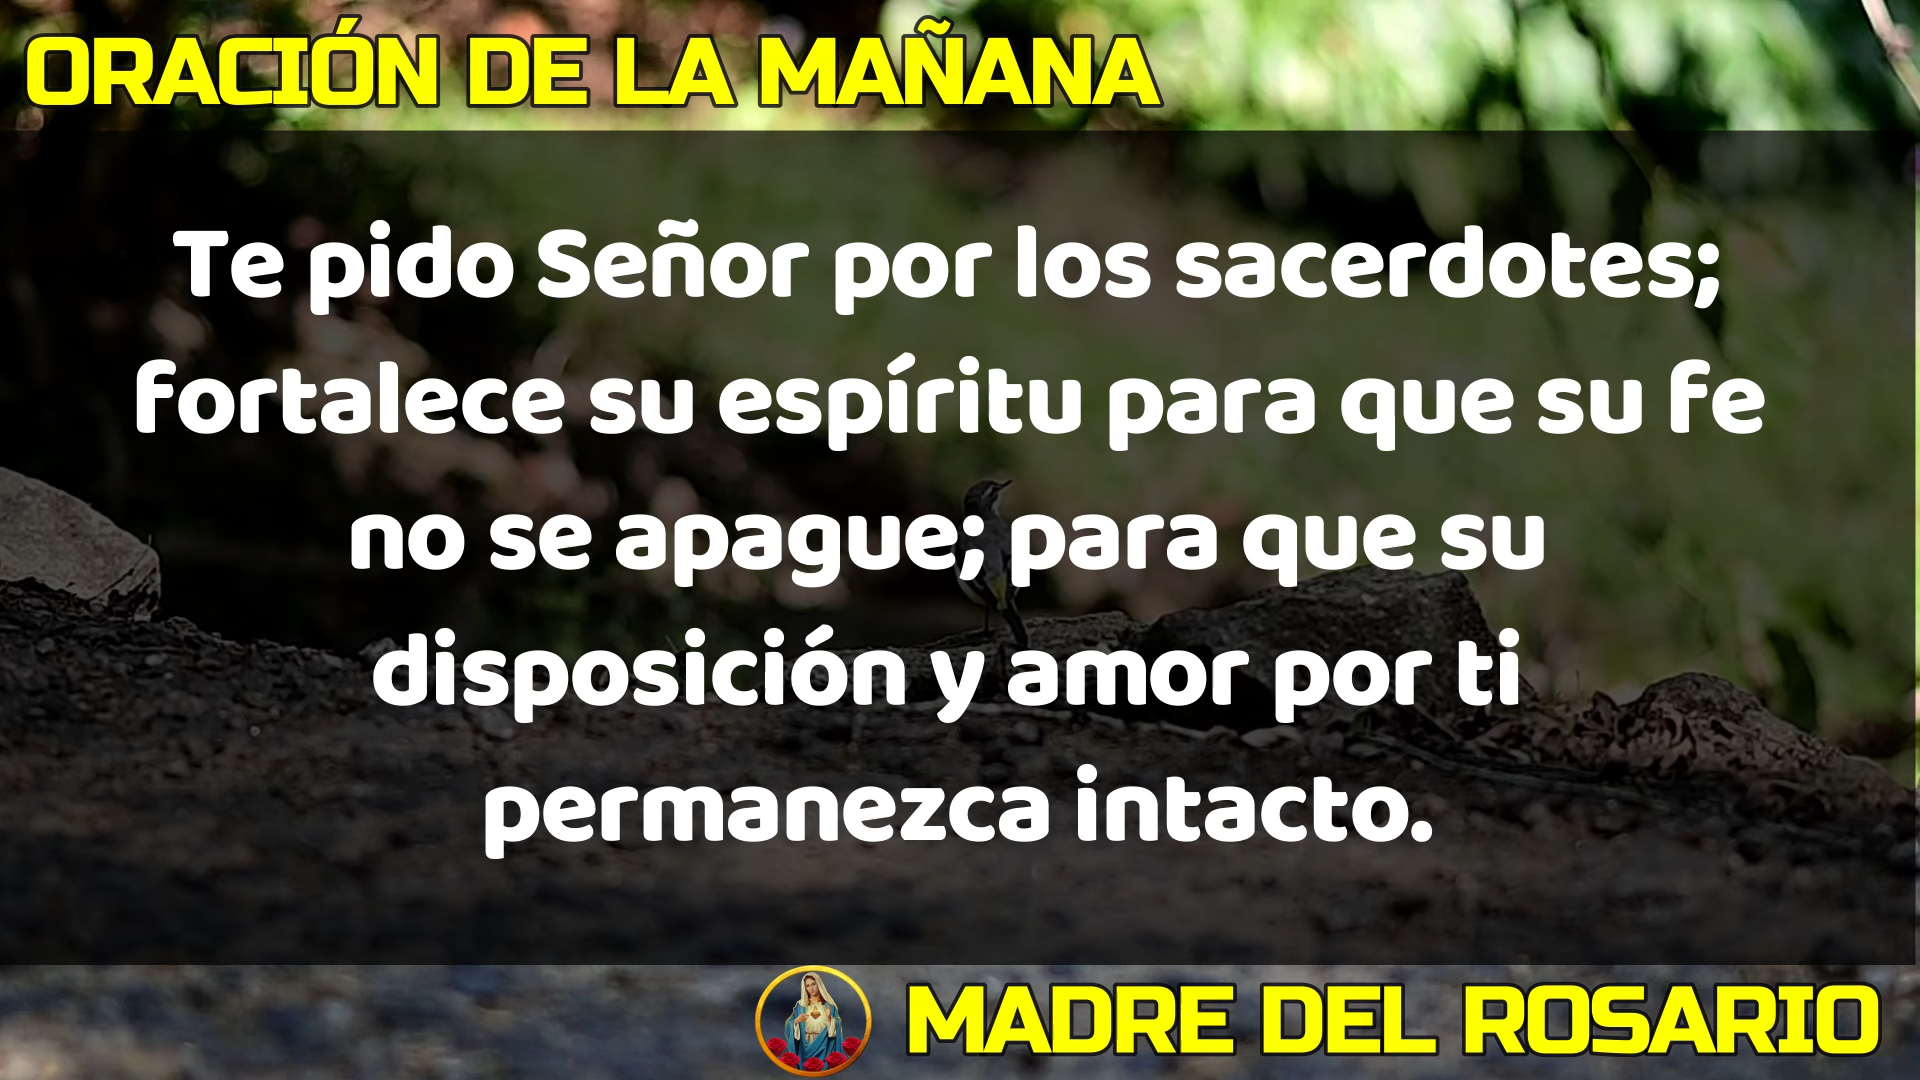 ORACIÓN DE LA MAÑANA
Te pido Señor por los sacerdotes;
fortalece su espíritu para que su fe
no se apague; para que su
disposición y amor por ti
permanezca intacto.
MADRE DEL ROSARIO